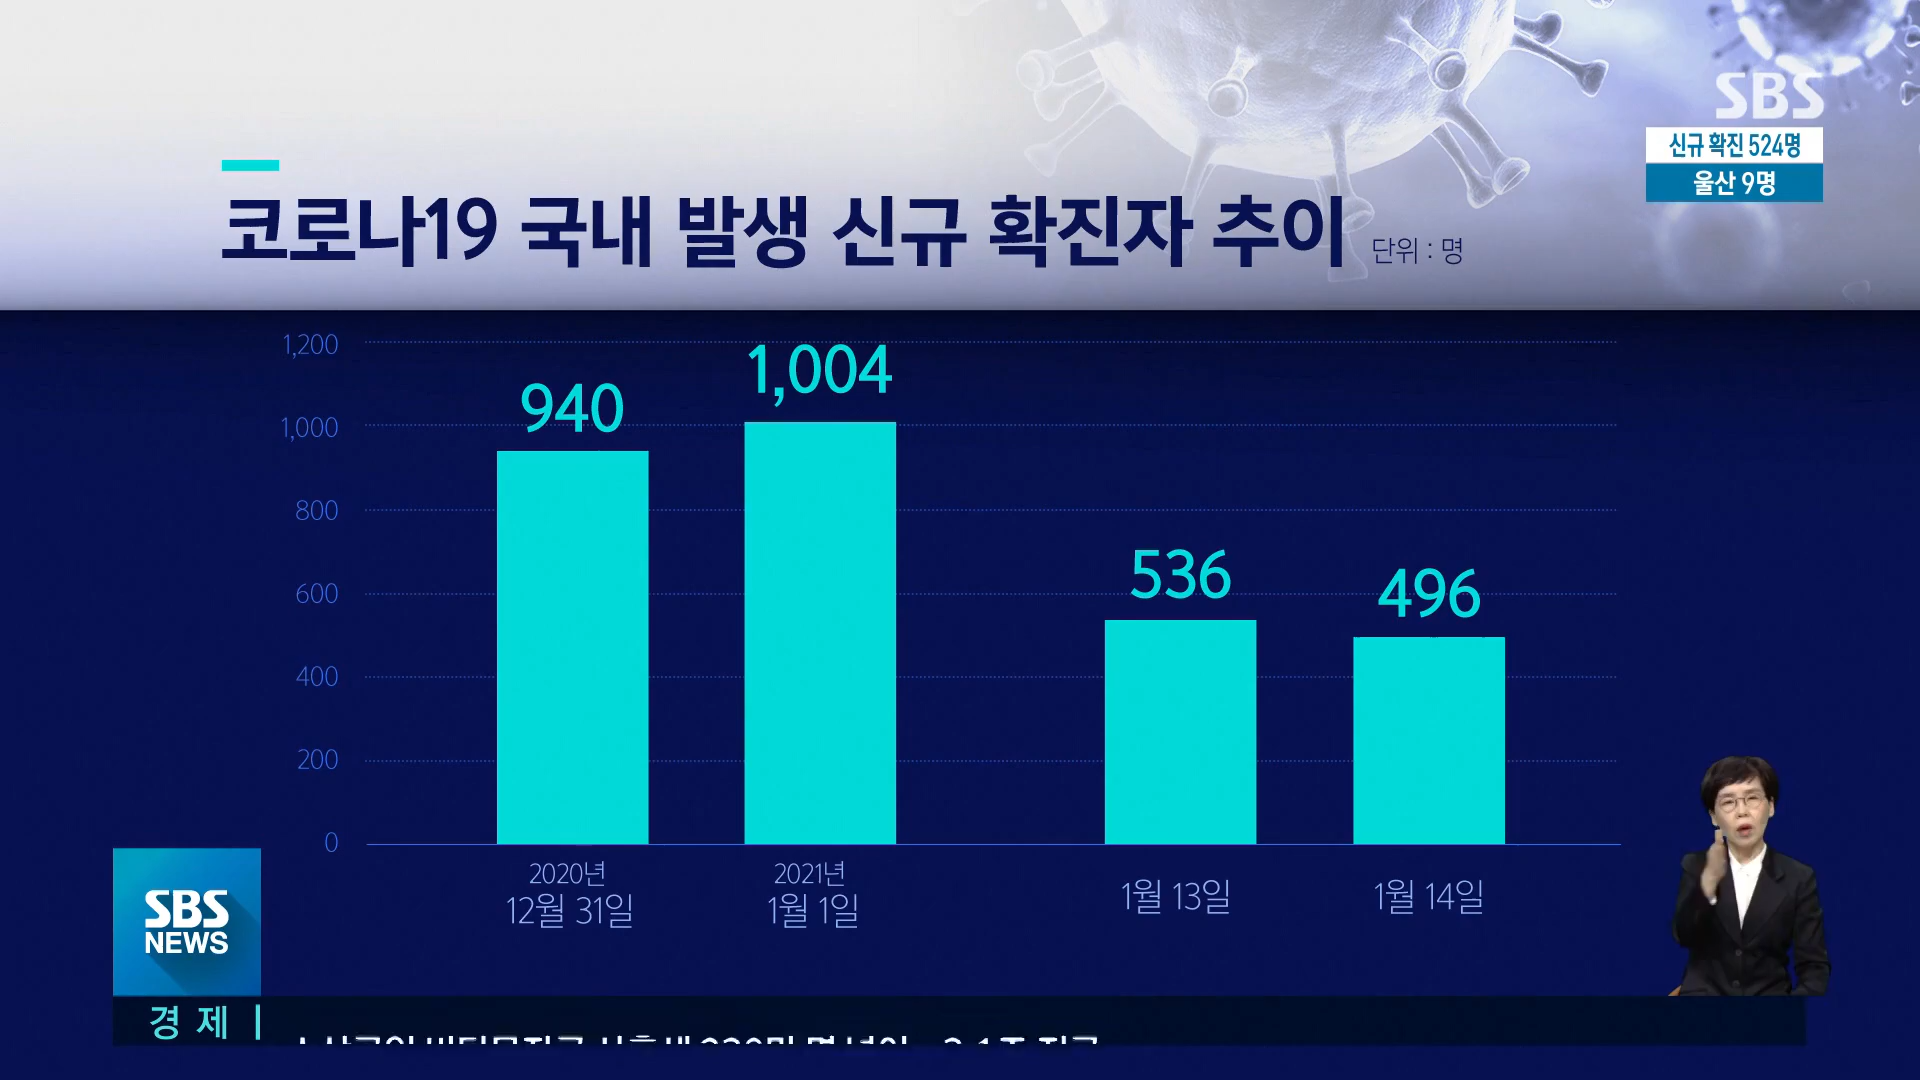 SBS
신규 확진 524명
울산 9명
코로나19 국내 발생 신규 확진자 추이 단위 : 명
1,200
1,000
800
600
400
200
0
940
1,004
536
496
2020년
12월 31일
2021년
1월 1일
1월 13일
1월 14일
SBS
NEWS
경제